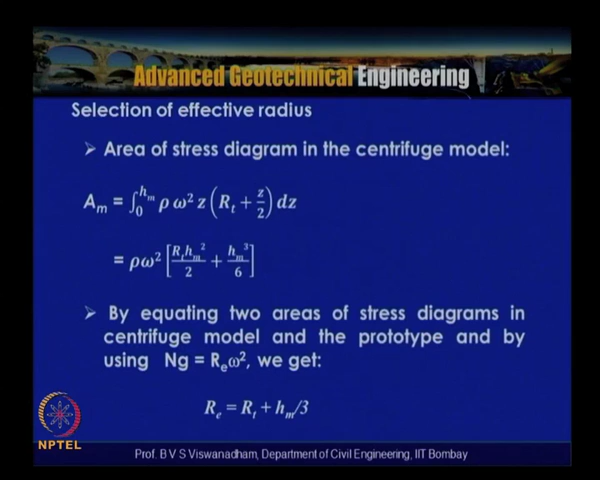 Advanced Geotechnical Engineering
Selection of effective radius
➢ Area of stress diagram in the centrifuge model:
Aₘ = ∫₀^hₘ ρ ω² z (Rₜ + z/2) dz
= ρω² [Rₜhₘ²/2 + hₘ³/6]
➢ By equating two areas of stress diagrams in
centrifuge model and the prototype and by
using Ng = Rₑω², we get:
Rₑ = Rₜ + hₘ/3
NPTEL
Prof. B V S Viswanadham, Department of Civil Engineering, IIT Bombay